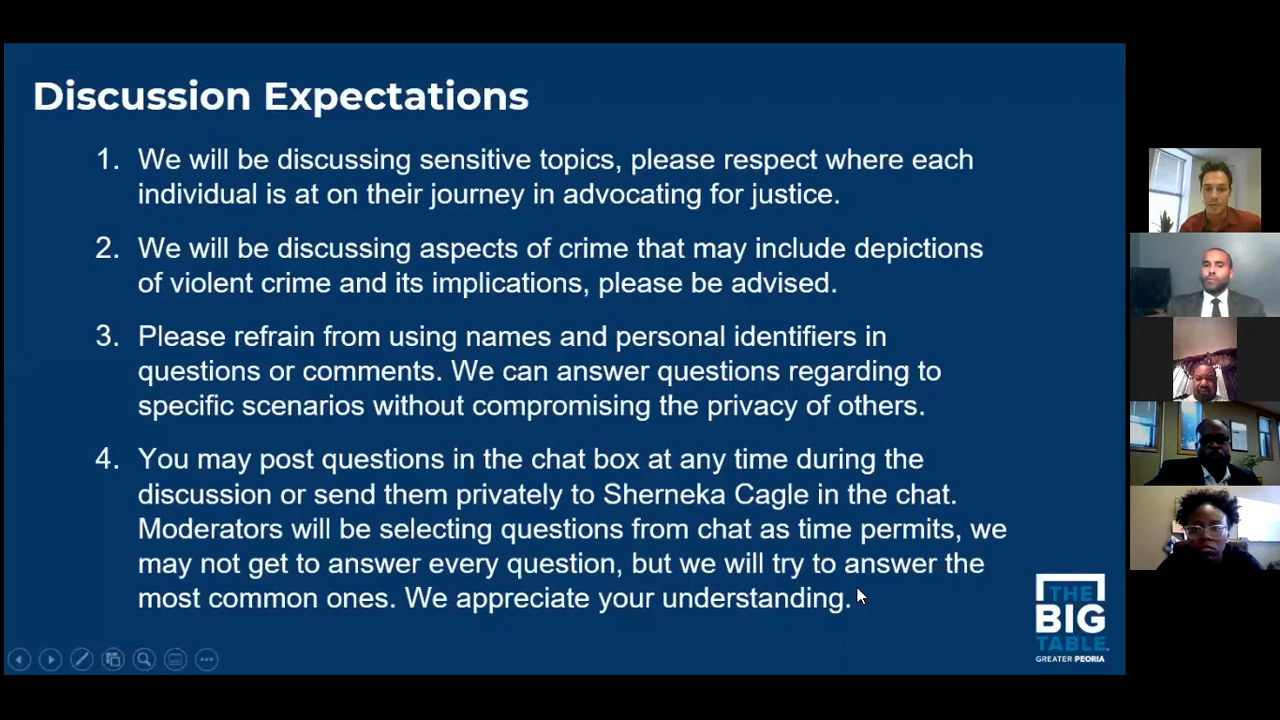 Discussion Expectations
1. We will be discussing sensitive topics, please respect where each
individual is at on their journey in advocating for justice.
2. We will be discussing aspects of crime that may include depictions
of violent crime and its implications, please be advised.
3. Please refrain from using names and personal identifiers in
questions or comments. We can answer questions regarding to
specific scenarios without compromising the privacy of others.
4. You may post questions in the chat box at any time during the
discussion or send them privately to Sherneka Cagle in the chat.
Moderators will be selecting questions from chat as time permits, we
may not get to answer every question, but we will try to answer the
most common ones. We appreciate your understanding.
THE
BIG
TABLE.
GREATER PEORIA